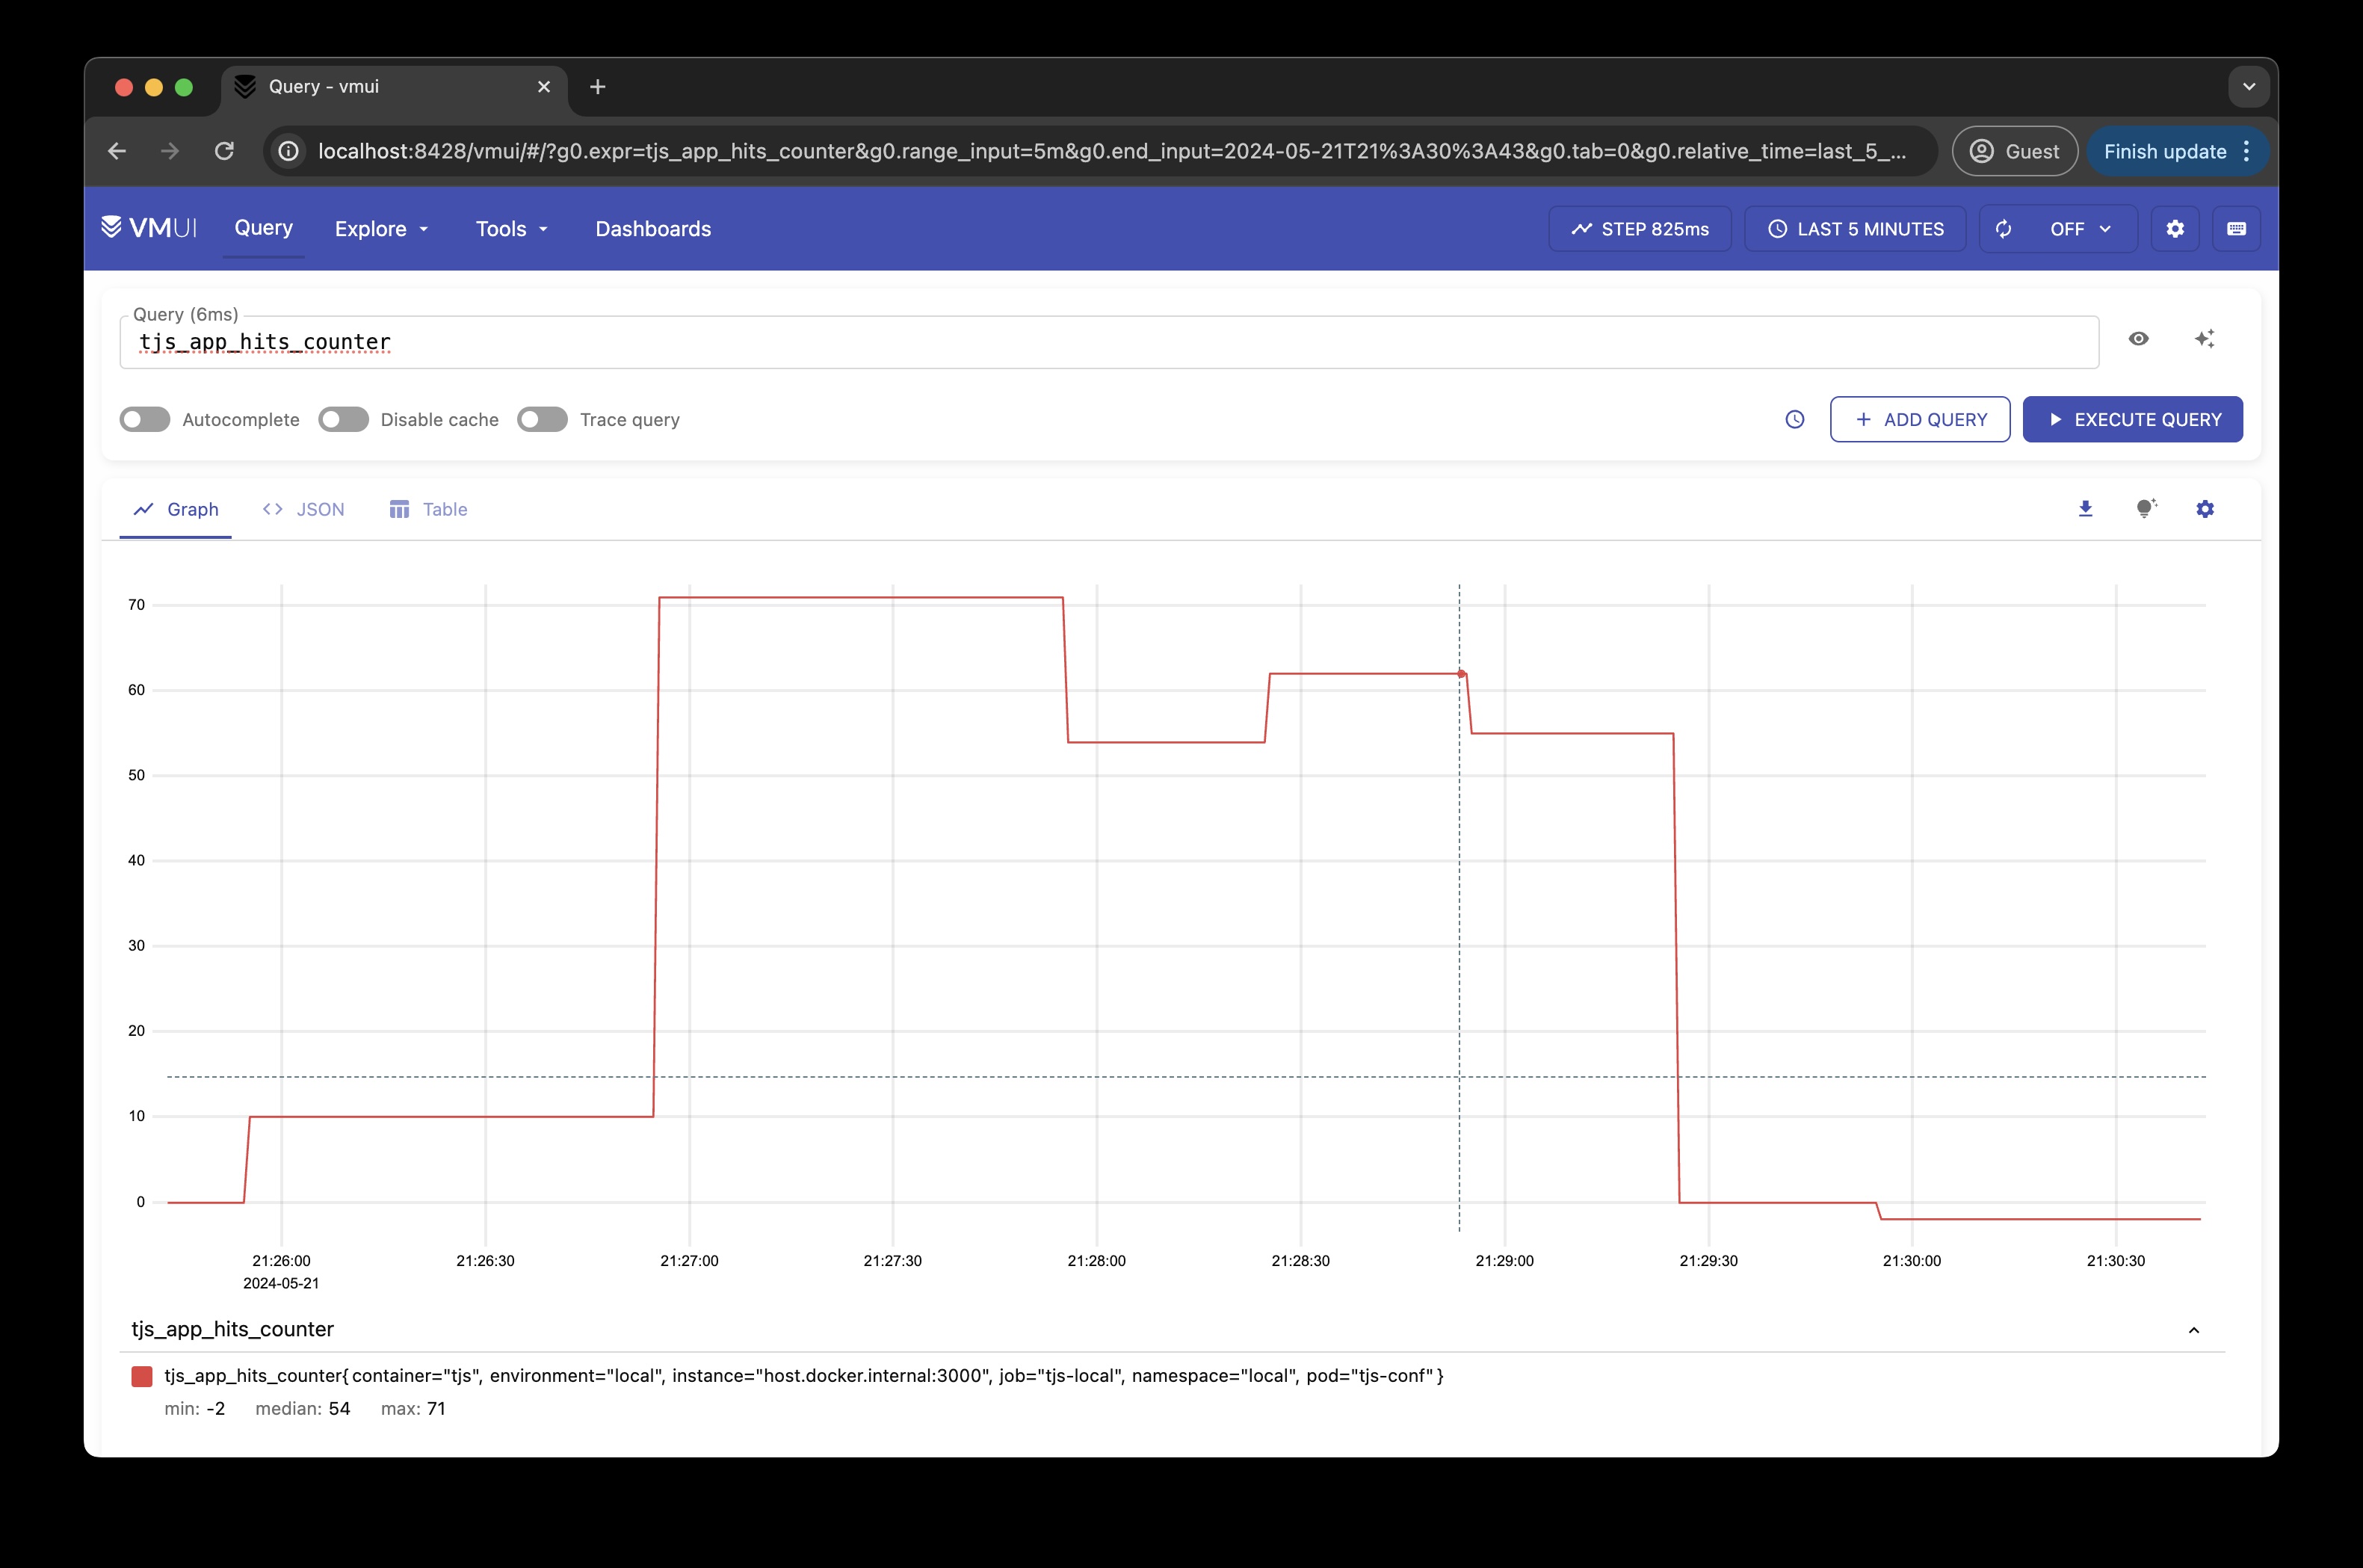 Query - vmui
localhost:8428/vmui/#/?g0.expr=tjs_app_hits_counter&g0.range_input=5m&g0.end_input=2024-05-21T21%3A30%3A43&g0.tab=0&g0.relative_time=last_5_...
Guest
Finish update
VMUI
Query
Explore
Tools
Dashboards
STEP 825ms
LAST 5 MINUTES
OFF
Query (6ms)
tjs_app_hits_counter
Autocomplete
Disable cache
Trace query
ADD QUERY
EXECUTE QUERY
Graph
JSON
Table
70
60
50
40
30
20
10
0
21:26:00 21:26:30 21:27:00 21:27:30 21:28:00 21:28:30 21:29:00 21:29:30 21:30:00 21:30:30
2024-05-21
tjs_app_hits_counter
tjs_app_hits_counter{container="tjs", environment="local", instance="host.docker.internal:3000", job="tjs-local", namespace="local", pod="tjs-conf"}
min: -2 median: 54 max: 71